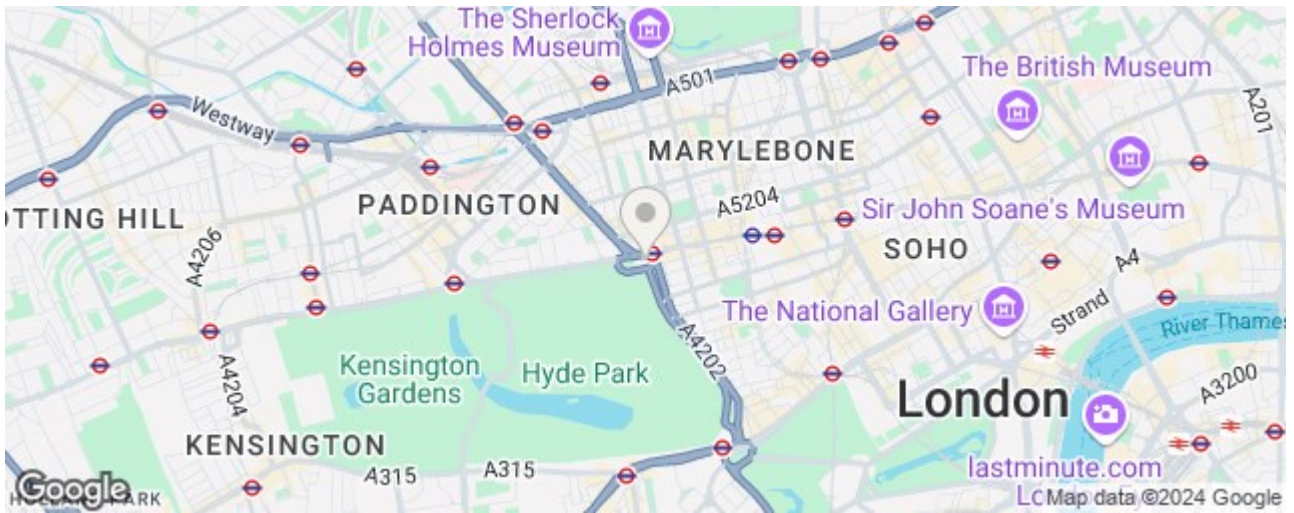 The Sherlock
Holmes Museum
A501
The British Museum
A201
Westway
MARYLEBONE
PADDINGTON
A5204
Sir John Soane's Museum
OTTING HILL
A4206
SOHO
A4
The National Gallery
Strand
River Thames
A4202
Kensington
Gardens
Hyde Park
A4204
London
A3200
KENSINGTON
A315
A315
lastminute.com
Google
PARK
Map data ©2024 Google